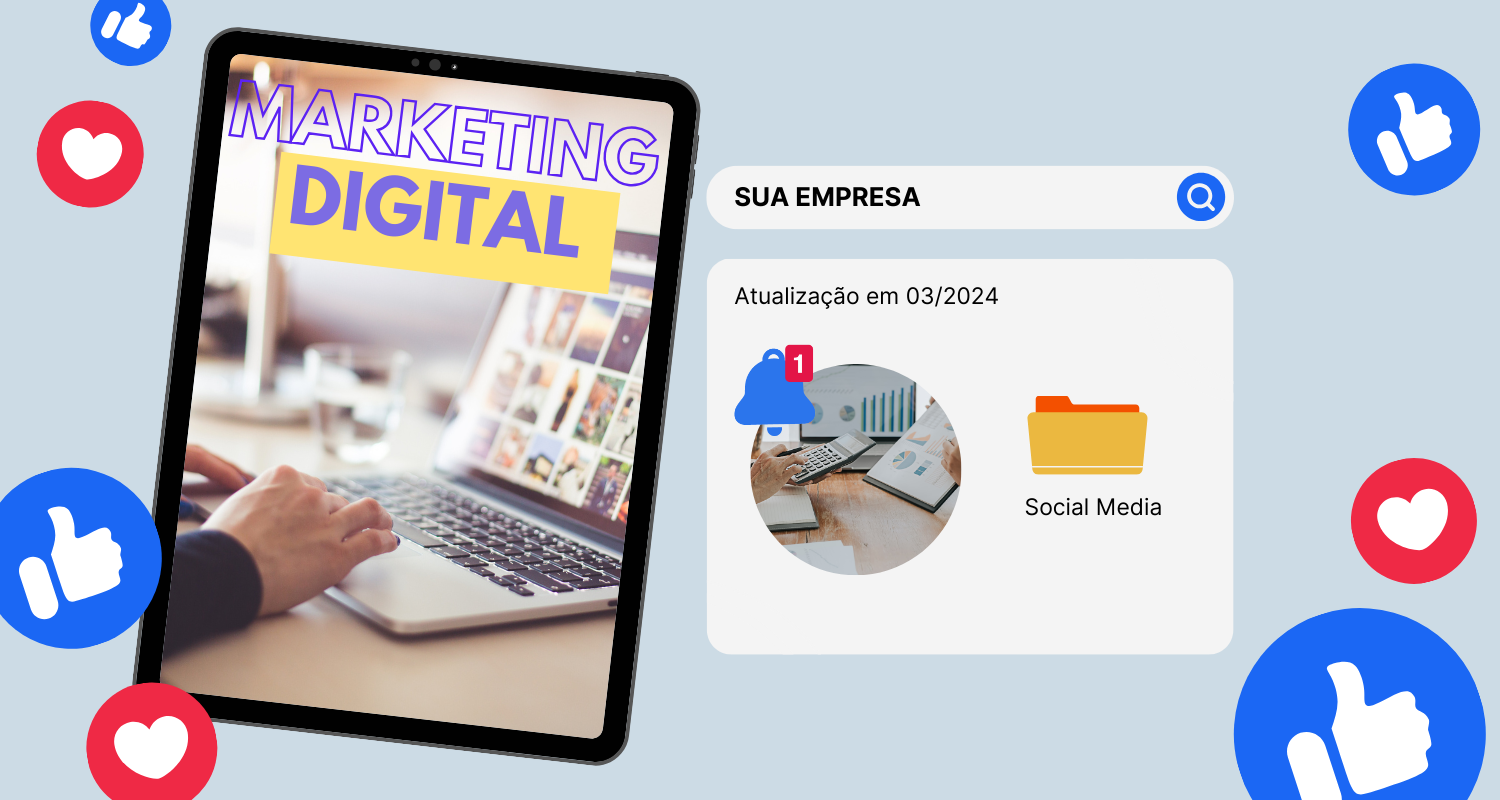 MARKETING
DIGITAL
SUA EMPRESA
Atualização em 03/2024
1
Social Media